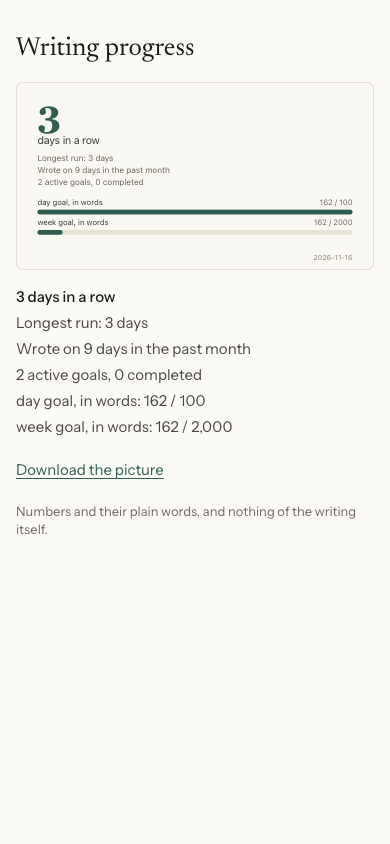 Writing progress
3
days in a row
Longest run: 3 days
Wrote on 9 days in the past month
2 active goals, 0 completed
day goal, in words 162 / 100
week goal, in words 162 / 2000
2026-11-16
3 days in a row
Longest run: 3 days
Wrote on 9 days in the past month
2 active goals, 0 completed
day goal, in words: 162 / 100
week goal, in words: 162 / 2,000
Download the picture
Numbers and their plain words, and nothing of the writing
itself.